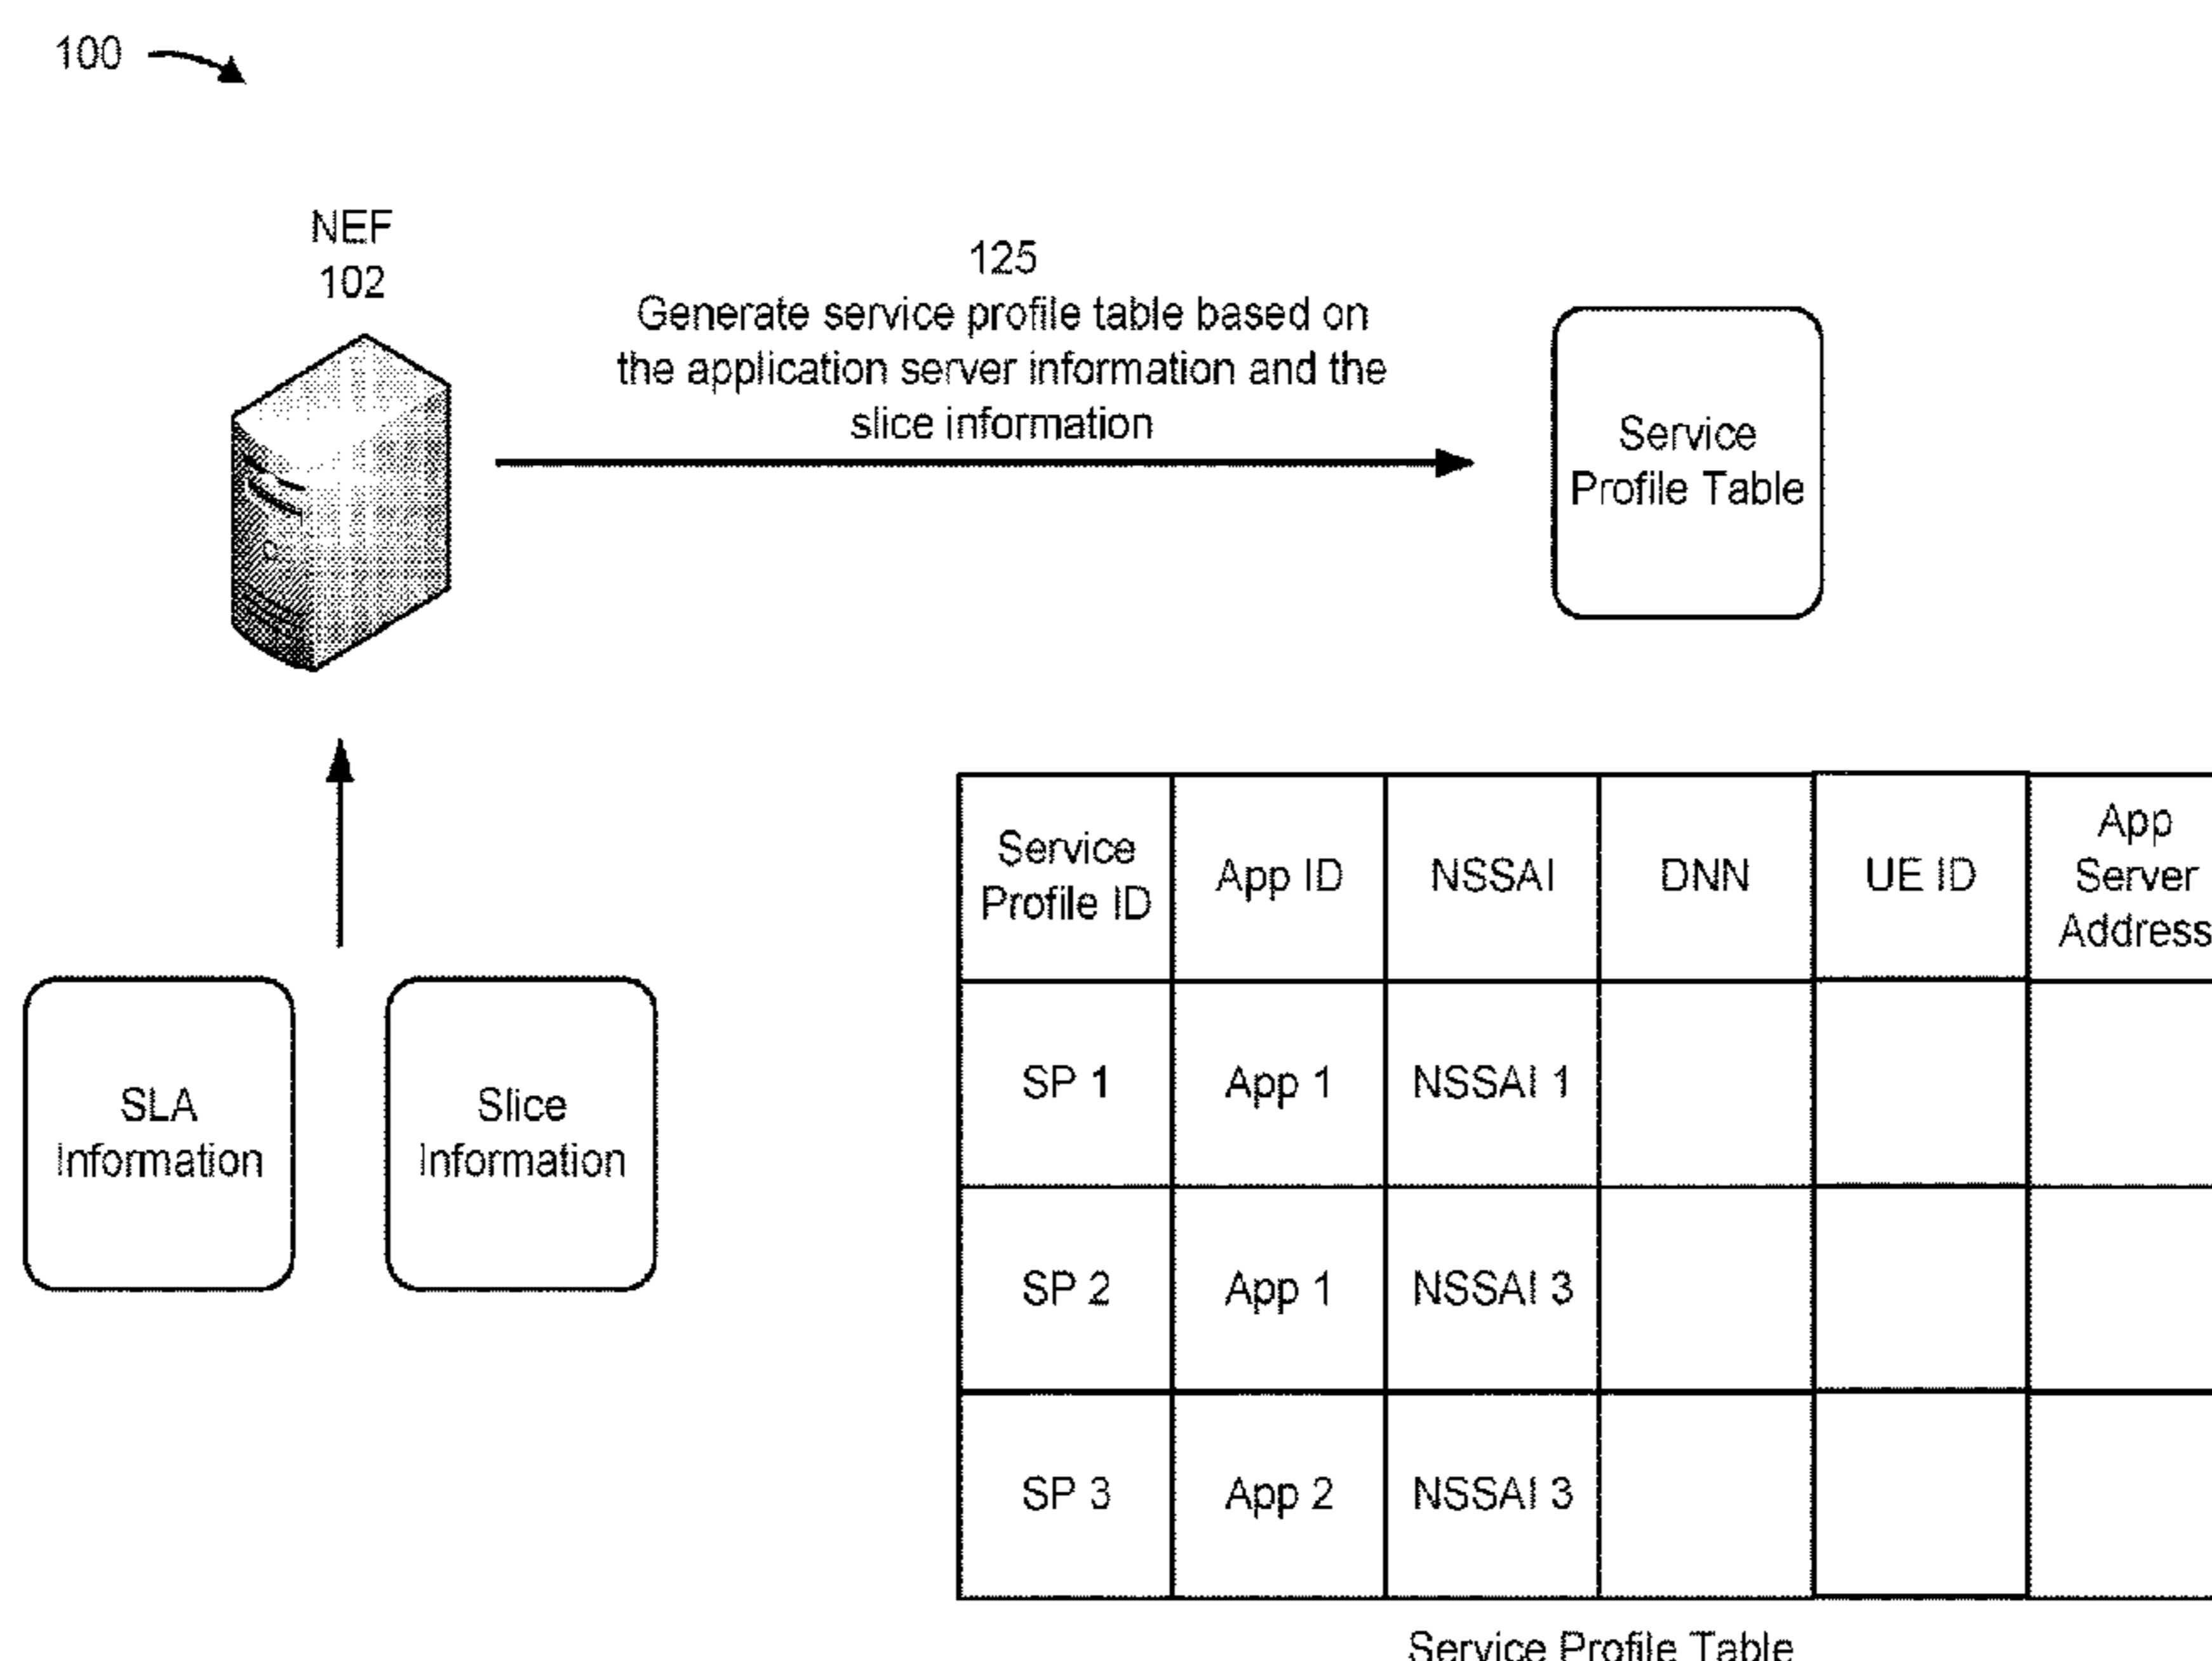 100
NEF
102
125
Generate service profile table based on
the application server information and the
slice information
Service
Profile Table
SLA
Information
Slice
Information
Service
Profile ID
App ID
NSSAI
DNN
UE ID
App
Server
Address
SP 1
App 1
NSSAI 1
SP 2
App 1
NSSAI 3
SP 3
App 2
NSSAI 3
Service Profile Table